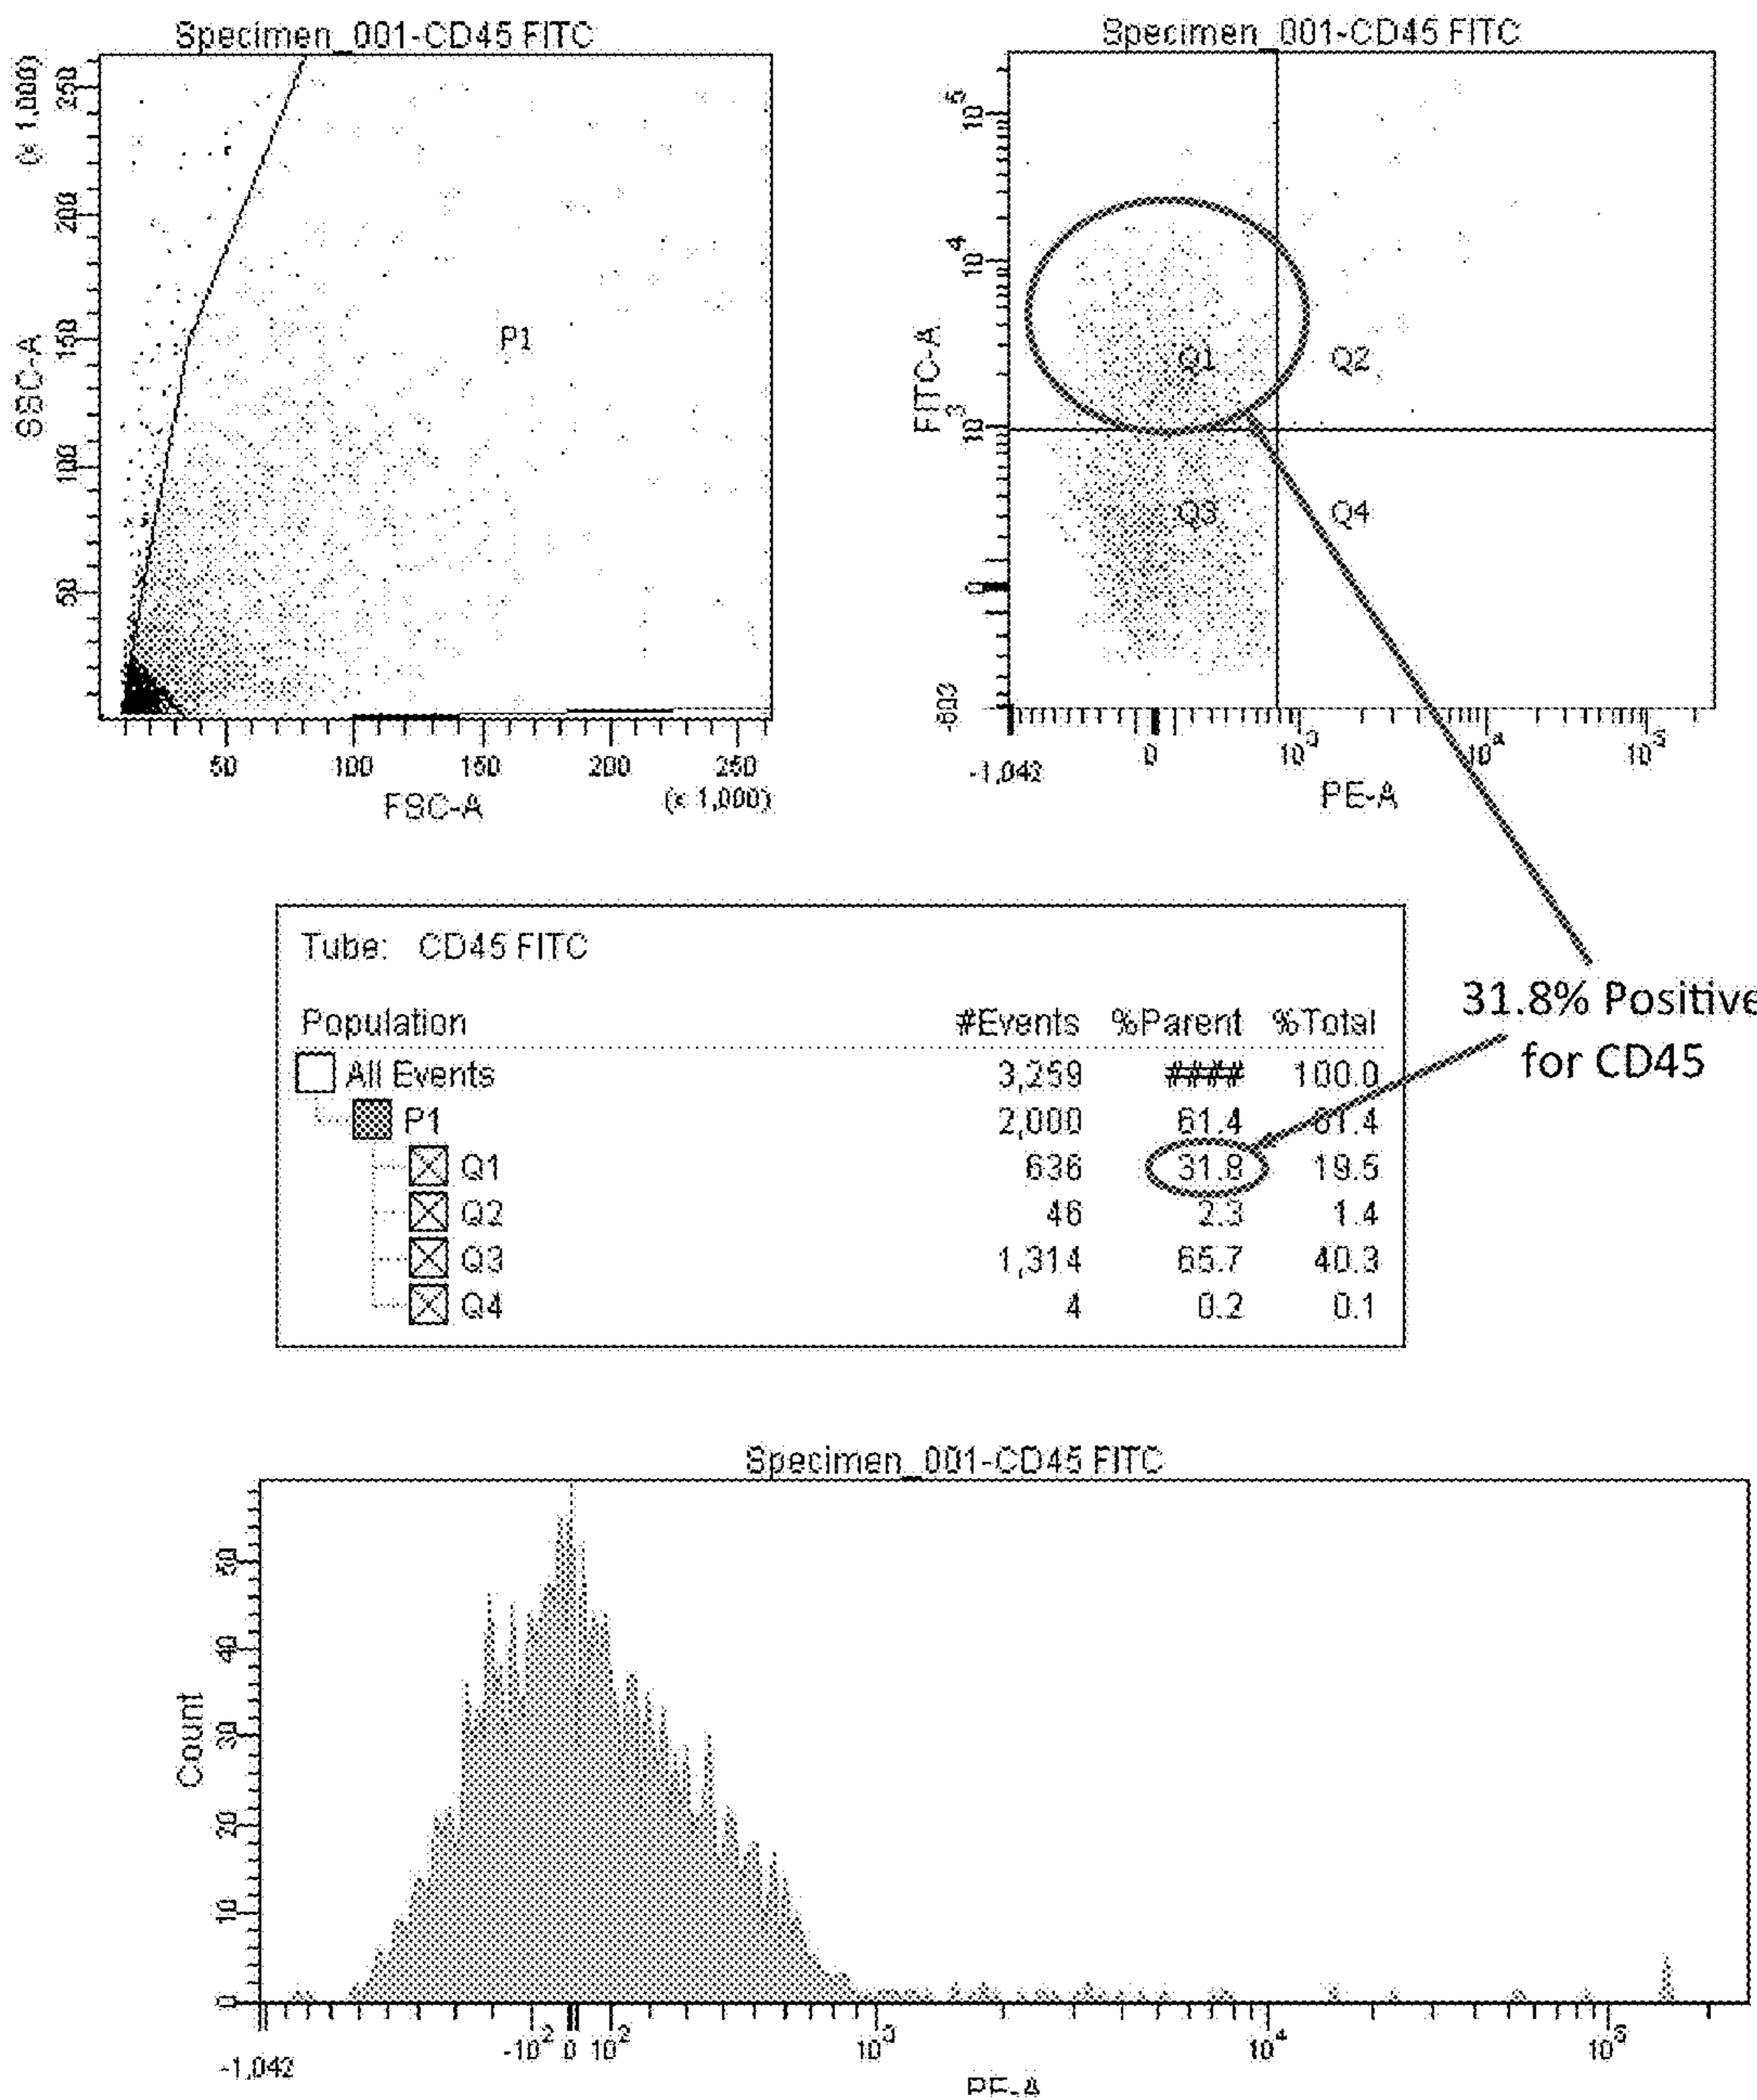 Specimen_001-CD45 FITC
(x 1,000)
250
200
150
100
50
SSC-A
P1
50 100 150 200 250
FSC-A (x 1,000)
Specimen_001-CD45 FITC
10^5
10^4
10^3
0
-603
FITC-A
Q1 Q2
Q3 Q4
-1,042 0 10^3 10^4 10^5
PE-A
Tube: CD45 FITC
Population #Events %Parent %Total
All Events 3,259 #### 100.0
P1 2,000 61.4 61.4
Q1 636 31.8 19.5
Q2 46 2.3 1.4
Q3 1,314 65.7 40.3
Q4 4 0.2 0.1
31.8% Positive
for CD45
Specimen_001-CD45 FITC
50
40
30
20
10
0
Count
-1,042 -10^2 0 10^2 10^3 10^4 10^5
PE-A